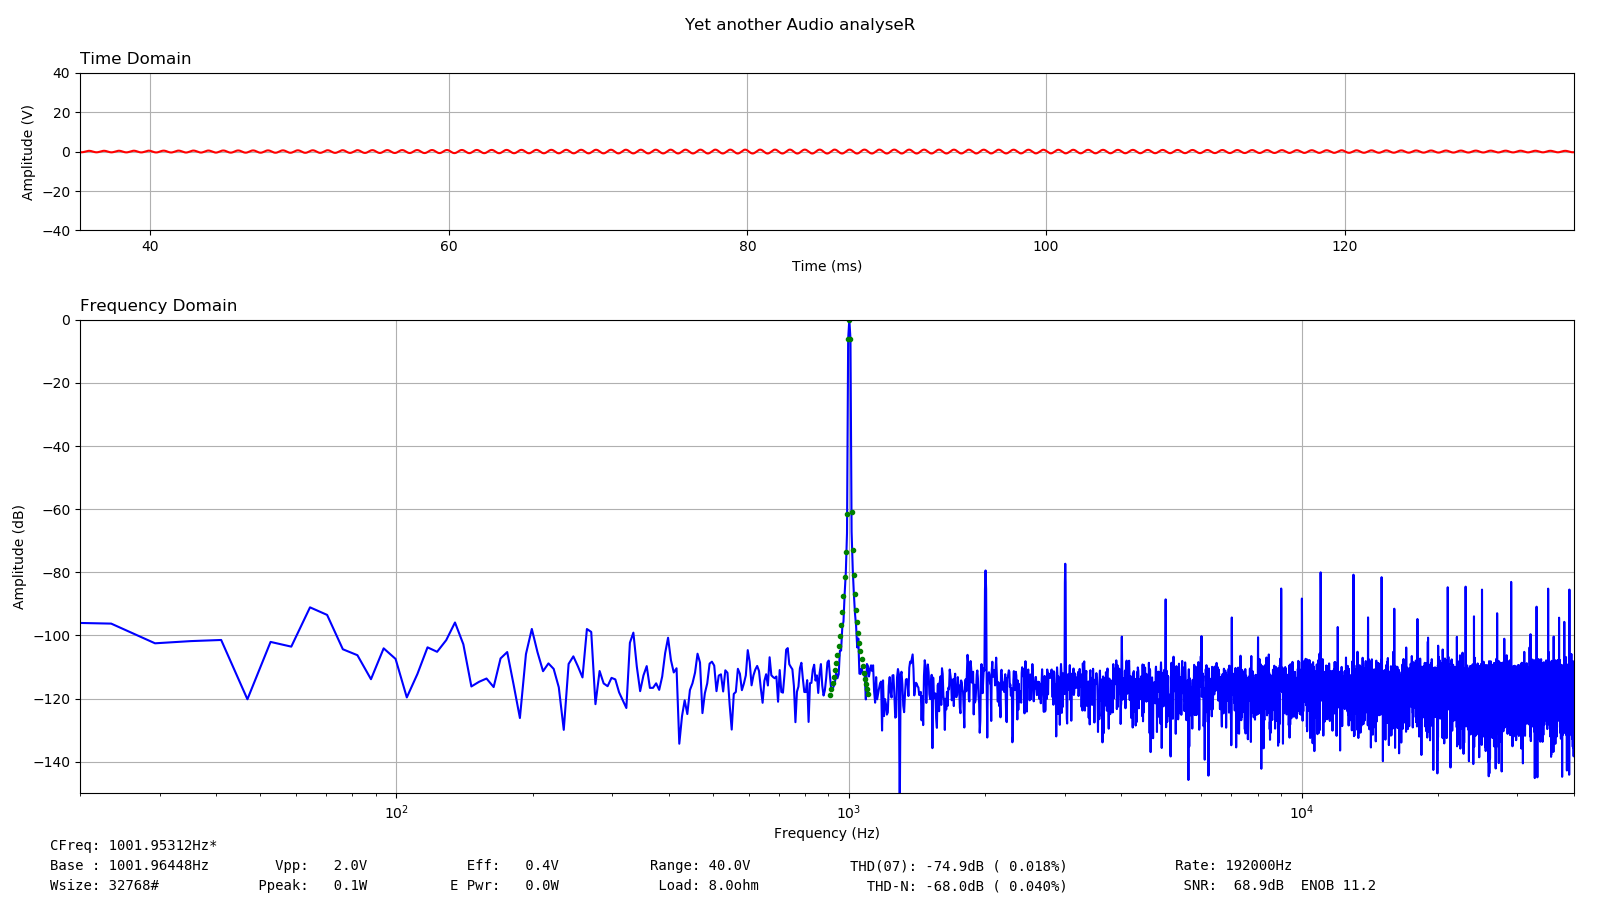 Yet another Audio analyseR
Time Domain
40
20
0
−20
−40
Amplitude (V)
40 60 80 100 120
Time (ms)
Frequency Domain
0
−20
−40
−60
−80
−100
−120
−140
Amplitude (dB)
10² 10³ 10⁴
Frequency (Hz)
CFreq: 1001.95312Hz*
Base : 1001.96448Hz Vpp: 2.0V Eff: 0.4V Range: 40.0V THD(07): -74.9dB ( 0.018%) Rate: 192000Hz
Wsize: 32768# Ppeak: 0.1W E Pwr: 0.0W Load: 8.0ohm THD-N: -68.0dB ( 0.040%) SNR: 68.9dB ENOB 11.2